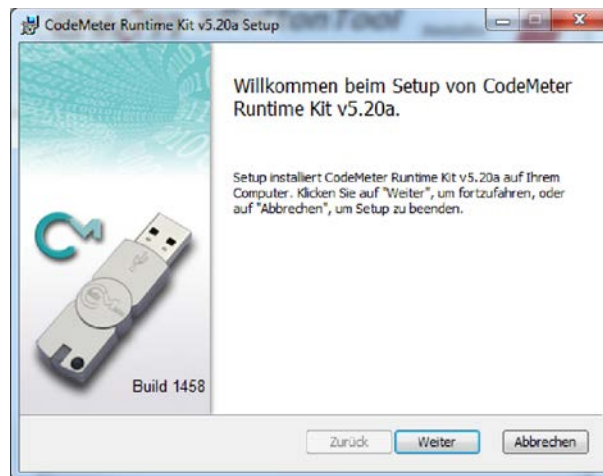 CodeMeter Runtime Kit v5.20a Setup
Willkommen beim Setup von CodeMeter
Runtime Kit v5.20a.
Setup installiert CodeMeter Runtime Kit v5.20a auf Ihrem
Computer. Klicken Sie auf "Weiter", um fortzufahren, oder
auf "Abbrechen", um Setup zu beenden.
Build 1458
Zurück
Weiter
Abbrechen